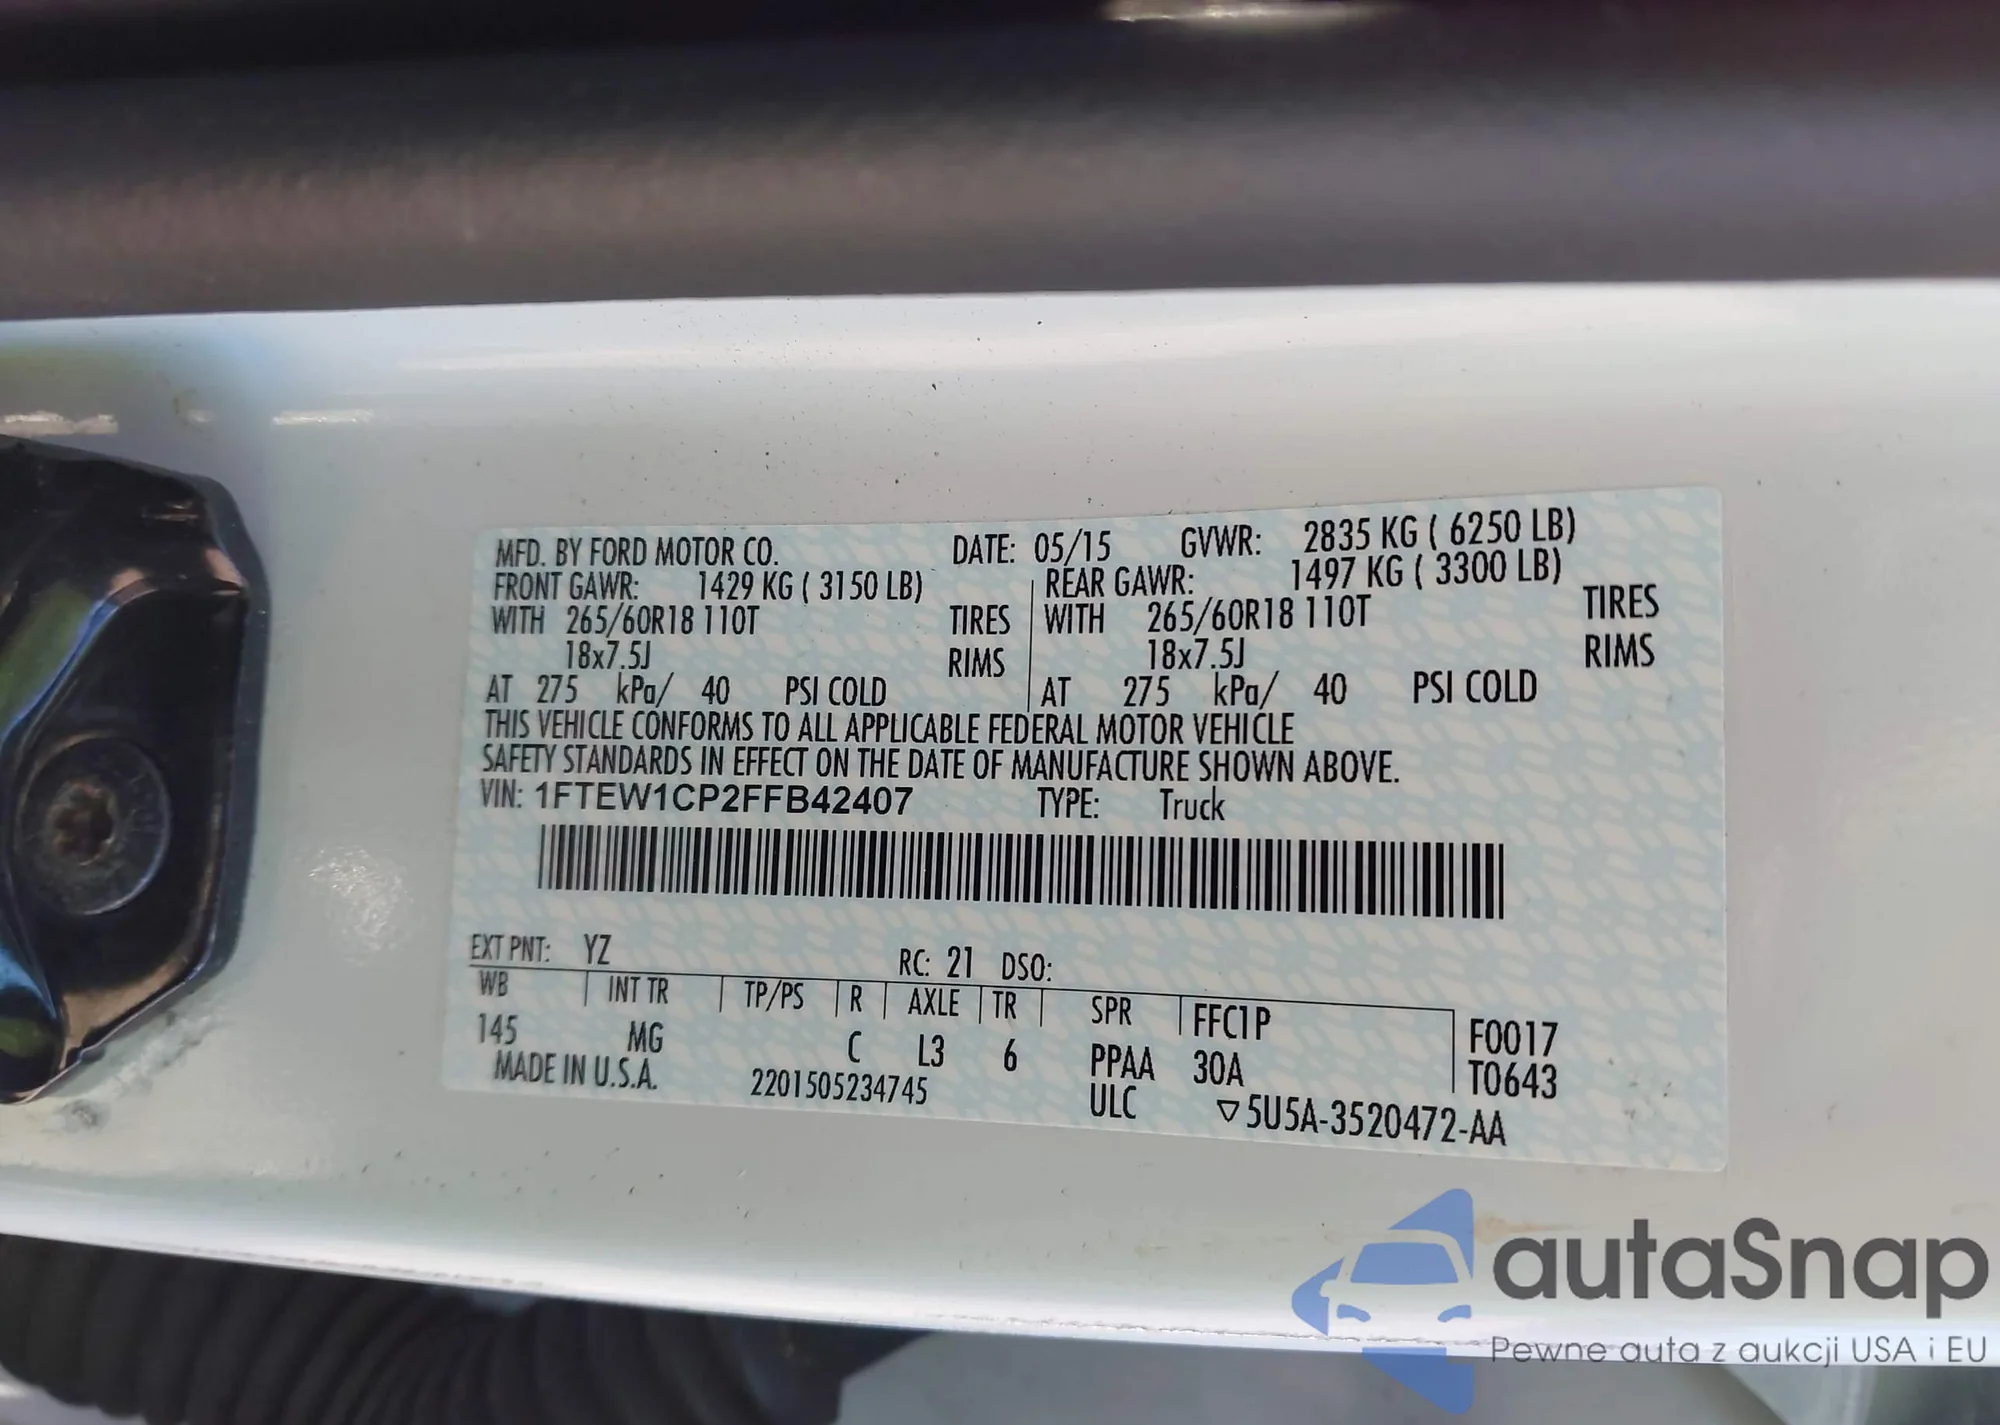 MFD. BY FORD MOTOR CO. DATE: 05/15 GVWR: 2835 KG ( 6250 LB)
FRONT GAWR: 1429 KG ( 3150 LB) REAR GAWR: 1497 KG ( 3300 LB)
WITH 265/60R18 110T TIRES WITH 265/60R18 110T TIRES
18x7.5J RIMS 18x7.5J RIMS
AT 275 kPa/ 40 PSI COLD AT 275 kPa/ 40 PSI COLD
THIS VEHICLE CONFORMS TO ALL APPLICABLE FEDERAL MOTOR VEHICLE
SAFETY STANDARDS IN EFFECT ON THE DATE OF MANUFACTURE SHOWN ABOVE.
VIN: 1FTEW1CP2FFB42407 TYPE: Truck
EXT PNT: YZ RC: 21 DSO:
WB INT TR TP/PS R AXLE TR SPR FFC1P F0017
145 MG C L3 6 PPAA 30A T0643
MADE IN U.S.A. 2201505234745 ULC ▽5U5A-3520472-AA
autaSnap
Pewne auta z aukcji USA i EU